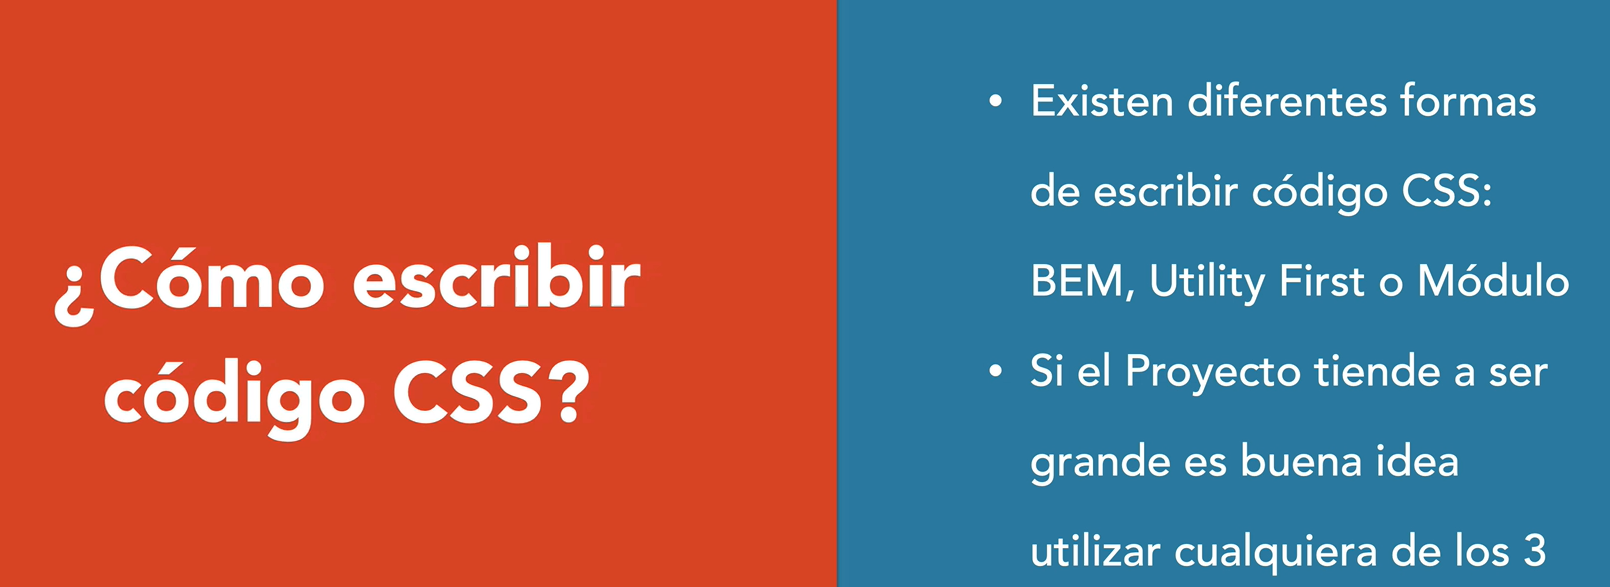 ¿Cómo escribir
código CSS?
• Existen diferentes formas
de escribir código CSS:
BEM, Utility First o Módulo
• Si el Proyecto tiende a ser
grande es buena idea
utilizar cualquiera de los 3